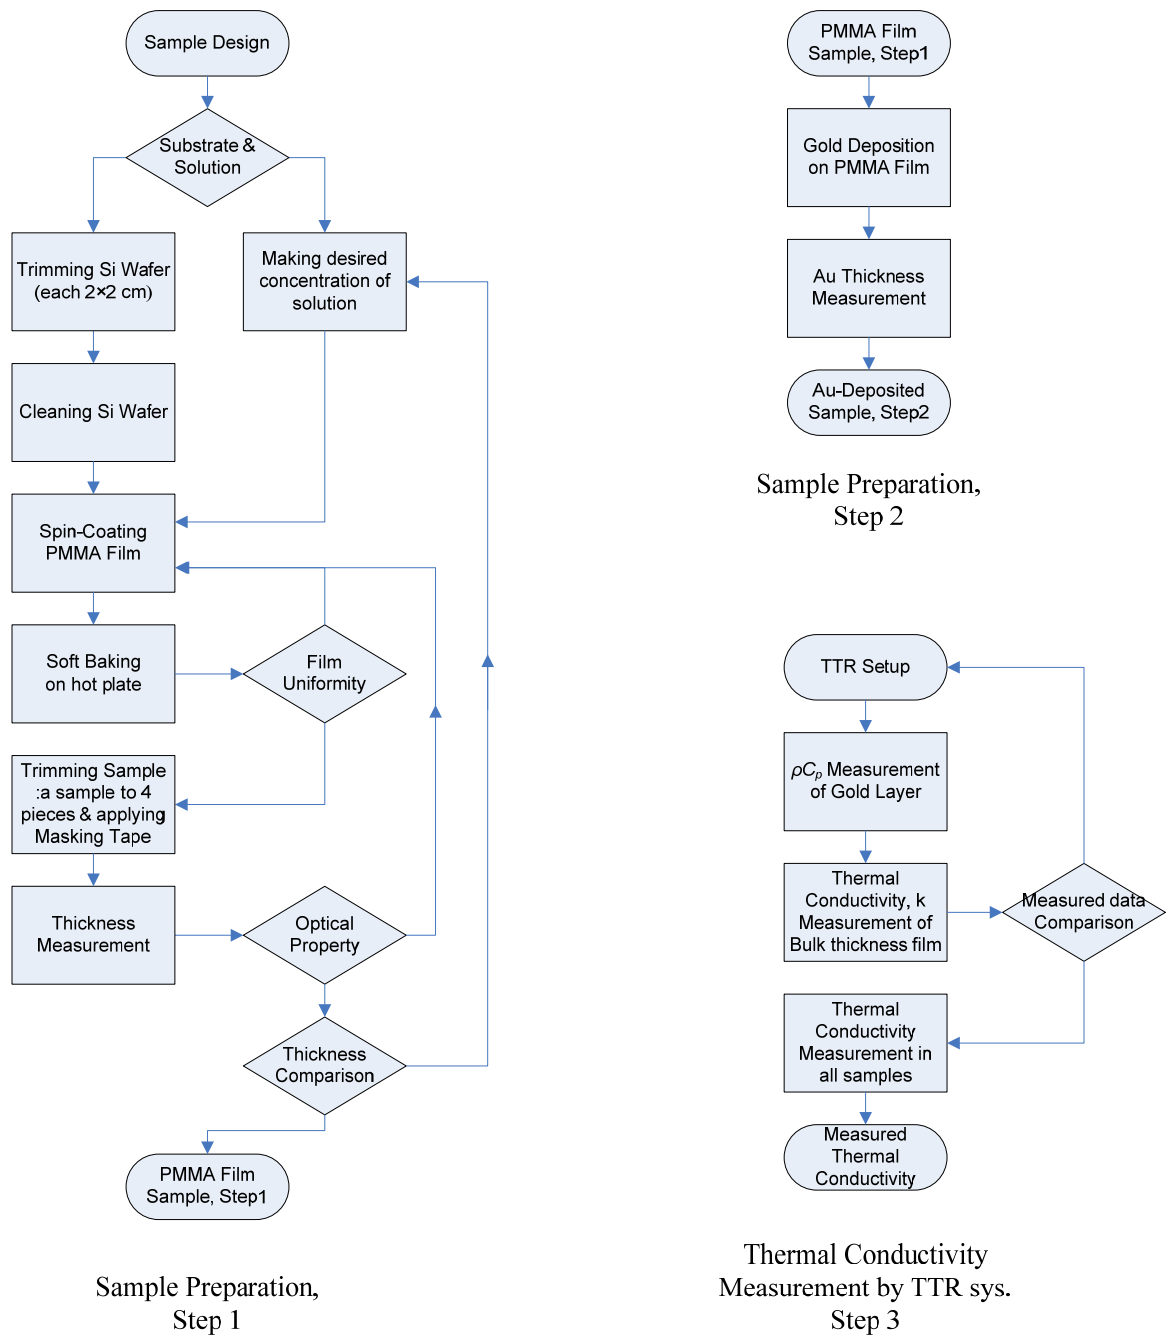 Sample Design
Substrate &
Solution
Trimming Si Wafer
(each 2×2 cm)
Making desired
concentration of
solution
Cleaning Si Wafer
Spin-Coating
PMMA Film
Soft Baking
on hot plate
Film
Uniformity
Trimming Sample
:a sample to 4
pieces & applying
Masking Tape
Thickness
Measurement
Optical
Property
Thickness
Comparison
PMMA Film
Sample, Step1
Sample Preparation,
Step 1
PMMA Film
Sample, Step1
Gold Deposition
on PMMA Film
Au Thickness
Measurement
Au-Deposited
Sample, Step2
Sample Preparation,
Step 2
TTR Setup
ρCp Measurement
of Gold Layer
Thermal
Conductivity, k
Measurement of
Bulk thickness film
Measured data
Comparison
Thermal
Conductivity
Measurement in
all samples
Measured
Thermal
Conductivity
Thermal Conductivity
Measurement by TTR sys.
Step 3